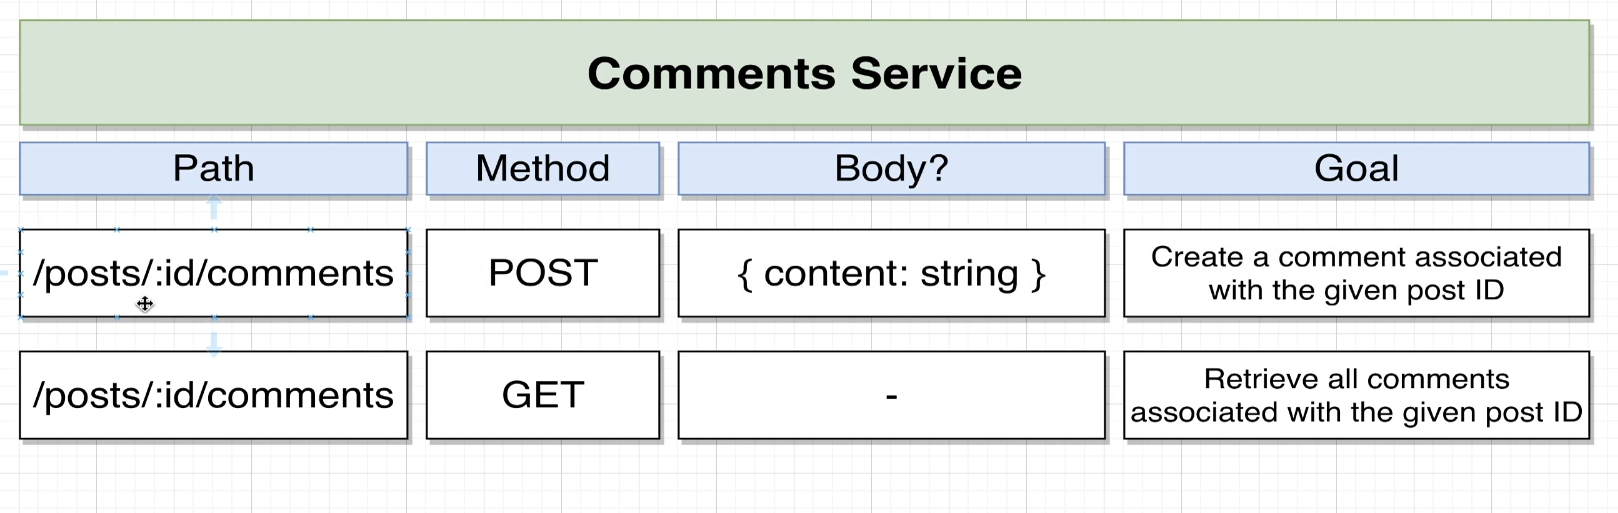 Comments Service
Path
Method
Body?
Goal
/posts/:id/comments
POST
{ content: string }
Create a comment associated
with the given post ID
/posts/:id/comments
GET
-
Retrieve all comments
associated with the given post ID